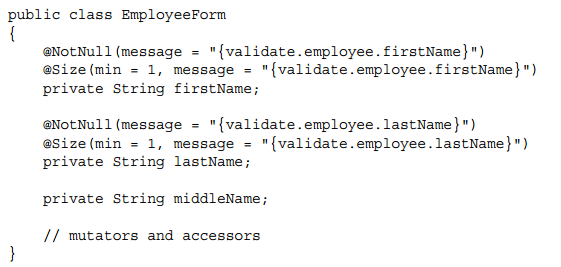 public class EmployeeForm
{
    @NotNull(message = "{validate.employee.firstName}")
    @Size(min = 1, message = "{validate.employee.firstName}")
    private String firstName;

    @NotNull(message = "{validate.employee.lastName}")
    @Size(min = 1, message = "{validate.employee.lastName}")
    private String lastName;

    private String middleName;

    // mutators and accessors
}